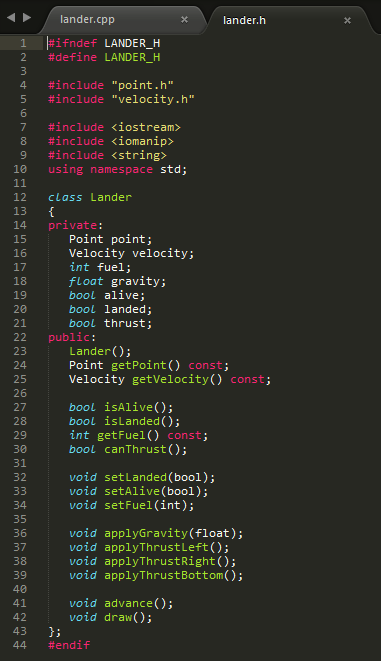 lander.cpp × lander.h ×
1 #ifndef LANDER_H
2 #define LANDER_H
3
4 #include "point.h"
5 #include "velocity.h"
6
7 #include <iostream>
8 #include <iomanip>
9 #include <string>
10 using namespace std;
11
12 class Lander
13 {
14 private:
15    Point point;
16    Velocity velocity;
17    int fuel;
18    float gravity;
19    bool alive;
20    bool landed;
21    bool thrust;
22 public:
23    Lander();
24    Point getPoint() const;
25    Velocity getVelocity() const;
26
27    bool isAlive();
28    bool isLanded();
29    int getFuel() const;
30    bool canThrust();
31
32    void setLanded(bool);
33    void setAlive(bool);
34    void setFuel(int);
35
36    void applyGravity(float);
37    void applyThrustLeft();
38    void applyThrustRight();
39    void applyThrustBottom();
40
41    void advance();
42    void draw();
43 };
44 #endif